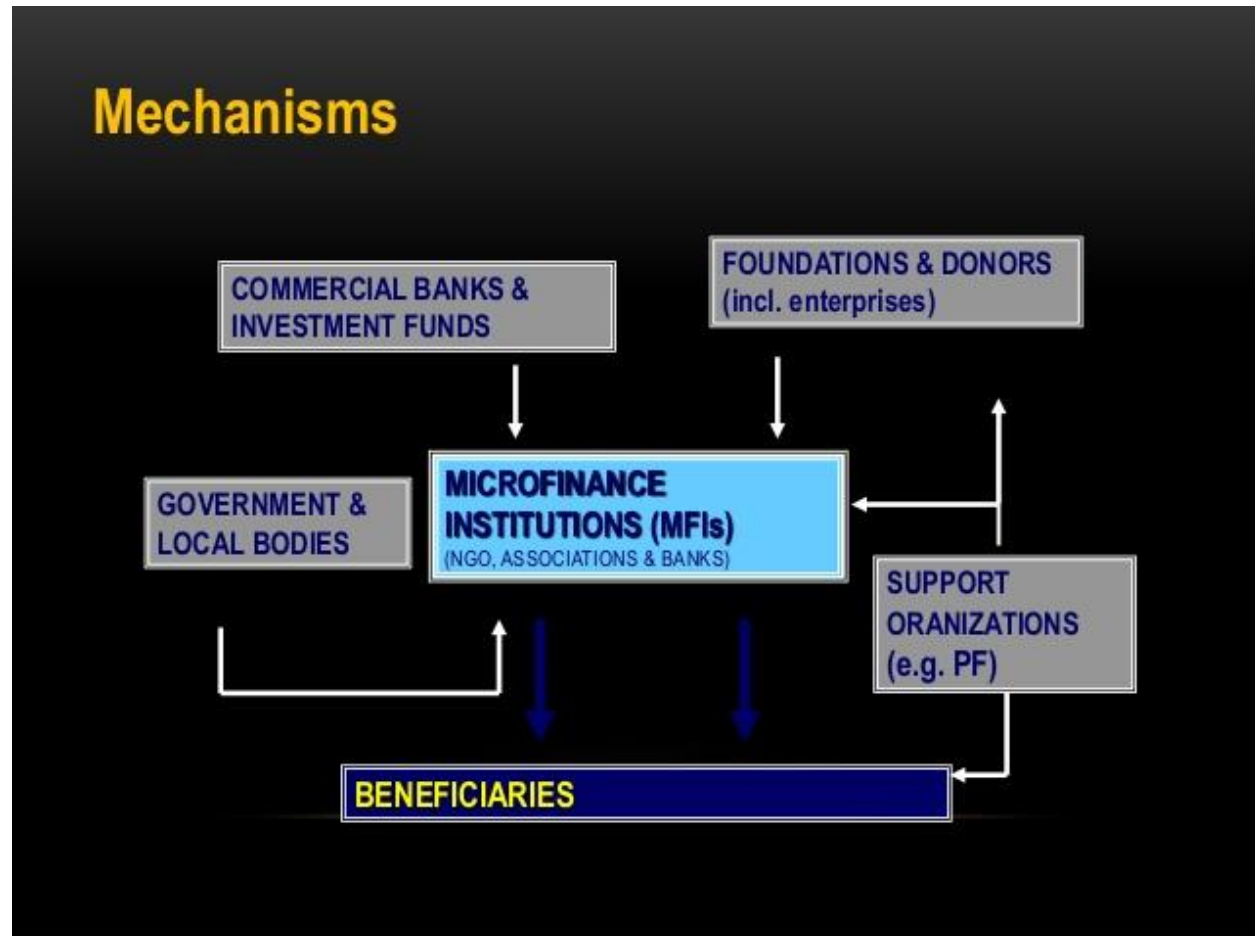 Mechanisms
COMMERCIAL BANKS &
INVESTMENT FUNDS
FOUNDATIONS & DONORS
(incl. enterprises)
GOVERNMENT &
LOCAL BODIES
MICROFINANCE
INSTITUTIONS (MFIs)
(NGO, ASSOCIATIONS & BANKS)
SUPPORT
ORANIZATIONS
(e.g. PF)
BENEFICIARIES